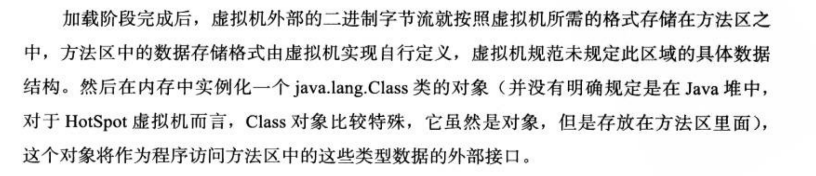 加载阶段完成后，虚拟机外部的二进制字节流就按照虚拟机所需的格式存储在方法区之
中，方法区中的数据存储格式由虚拟机实现自行定义，虚拟机规范未规定此区域的具体数据
结构。然后在内存中实例化一个 java.lang.Class 类的对象（并没有明确规定是在 Java 堆中，
对于 HotSpot 虚拟机而言，Class 对象比较特殊，它虽然是对象，但是存放在方法区里面），
这个对象将作为程序访问方法区中的这些类型数据的外部接口。